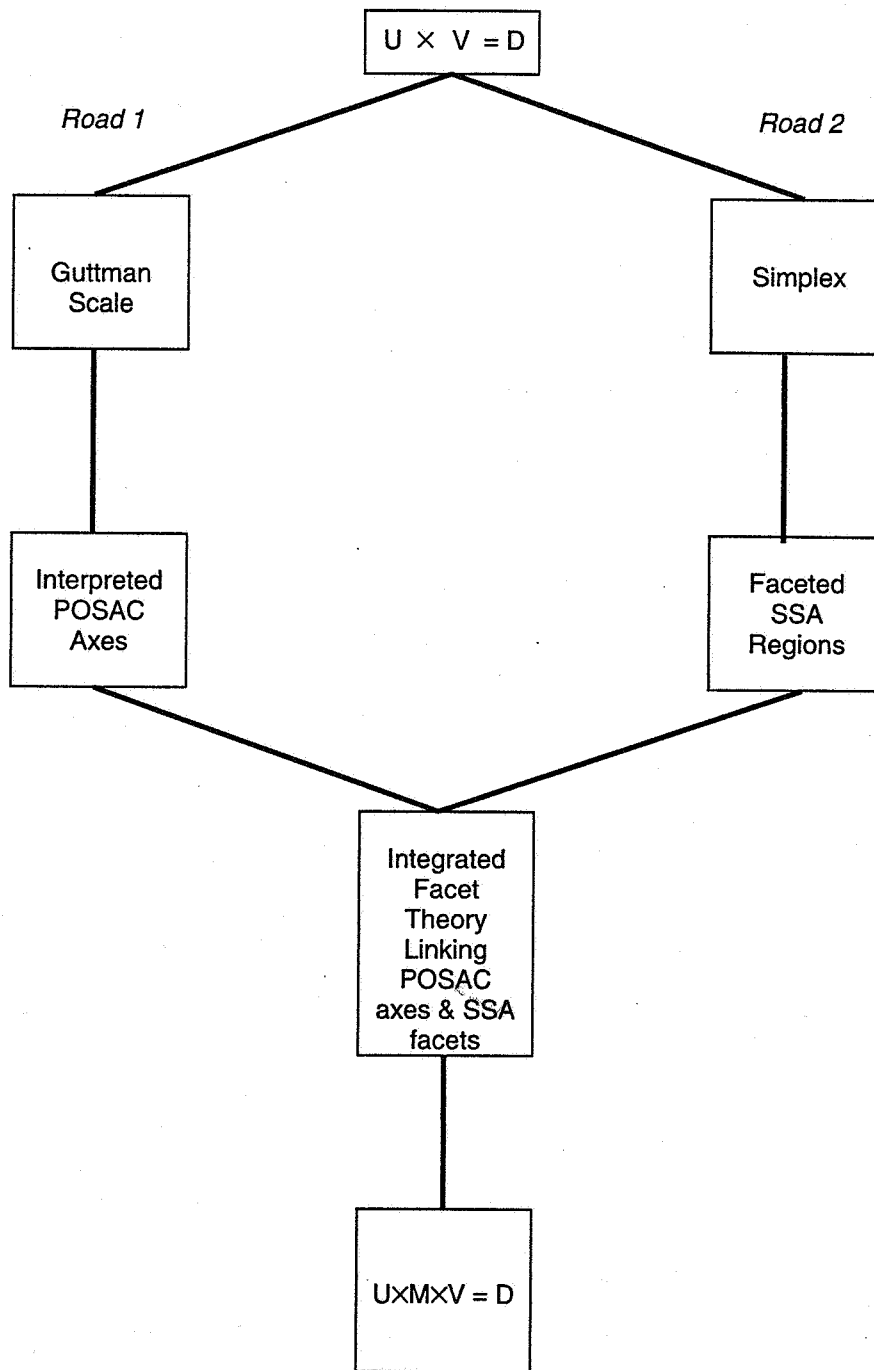 U × V = D
Road 1
Road 2
Guttman
Scale
Simplex
Interpreted
POSAC
Axes
Faceted
SSA
Regions
Integrated
Facet
Theory
Linking
POSAC
axes & SSA
facets
U×M×V = D